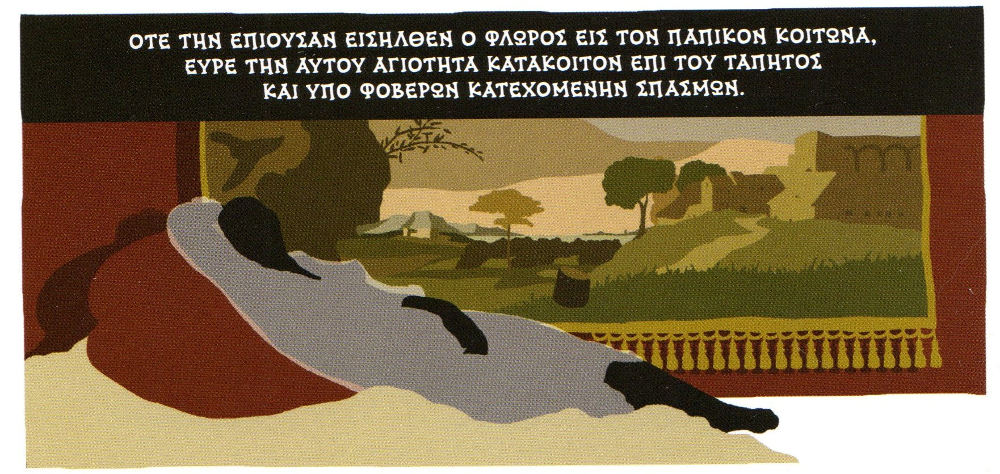 ΟΤΕ ΤΗΝ ΕΠΙΟΥΣΑΝ ΕΙΣΗΛΘΕΝ Ο ΦΛΩΡΟΣ ΕΙΣ ΤΟΝ ΠΑΠΙΚΟΝ ΚΟΙΤΩΝΑ,
ΕΥΡΕ ΤΗΝ ΑΥΤΟΥ ΑΓΙΟΤΗΤΑ ΚΑΤΑΚΟΙΤΟΝ ΕΠΙ ΤΟΥ ΤΑΠΗΤΟΣ
ΚΑΙ ΥΠΟ ΦΟΒΕΡΩΝ ΚΑΤΕΧΟΜΕΝΗΝ ΣΠΑΣΜΩΝ.